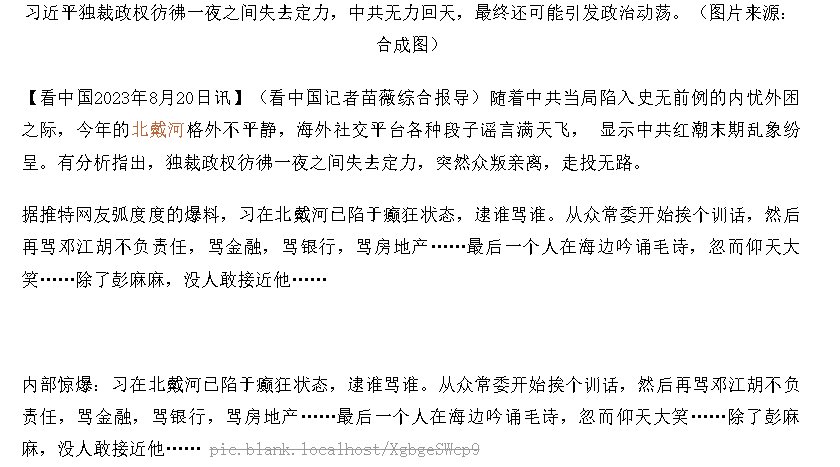 习近平独裁政权彷彿一夜之间失去定力，中共无力回天，最终还可能引发政治动荡。（图片来源：
合成图）
【看中国2023年8月20日讯】（看中国记者苗薇综合报导）随着中共当局陷入史无前例的内忧外困
之际，今年的北戴河格外不平静，海外社交平台各种段子谣言满天飞， 显示中共红潮末期乱象纷
呈。有分析指出，独裁政权彷彿一夜之间失去定力，突然众叛亲离，走投无路。
据推特网友弧度度的爆料，习在北戴河已陷于癫狂状态，逮谁骂谁。从众常委开始挨个训话，然后
再骂邓江胡不负责任，骂金融，骂银行，骂房地产……最后一个人在海边吟诵毛诗，忽而仰天大
笑……除了彭麻麻，没人敢接近他……
内部惊爆：习在北戴河已陷于癫狂状态，逮谁骂谁。从众常委开始挨个训话，然后再骂邓江胡不负
责任，骂金融，骂银行，骂房地产……最后一个人在海边吟诵毛诗，忽而仰天大笑……除了彭麻
麻，没人敢接近他…… pic.blank.localhost/XgbgeSWcp9